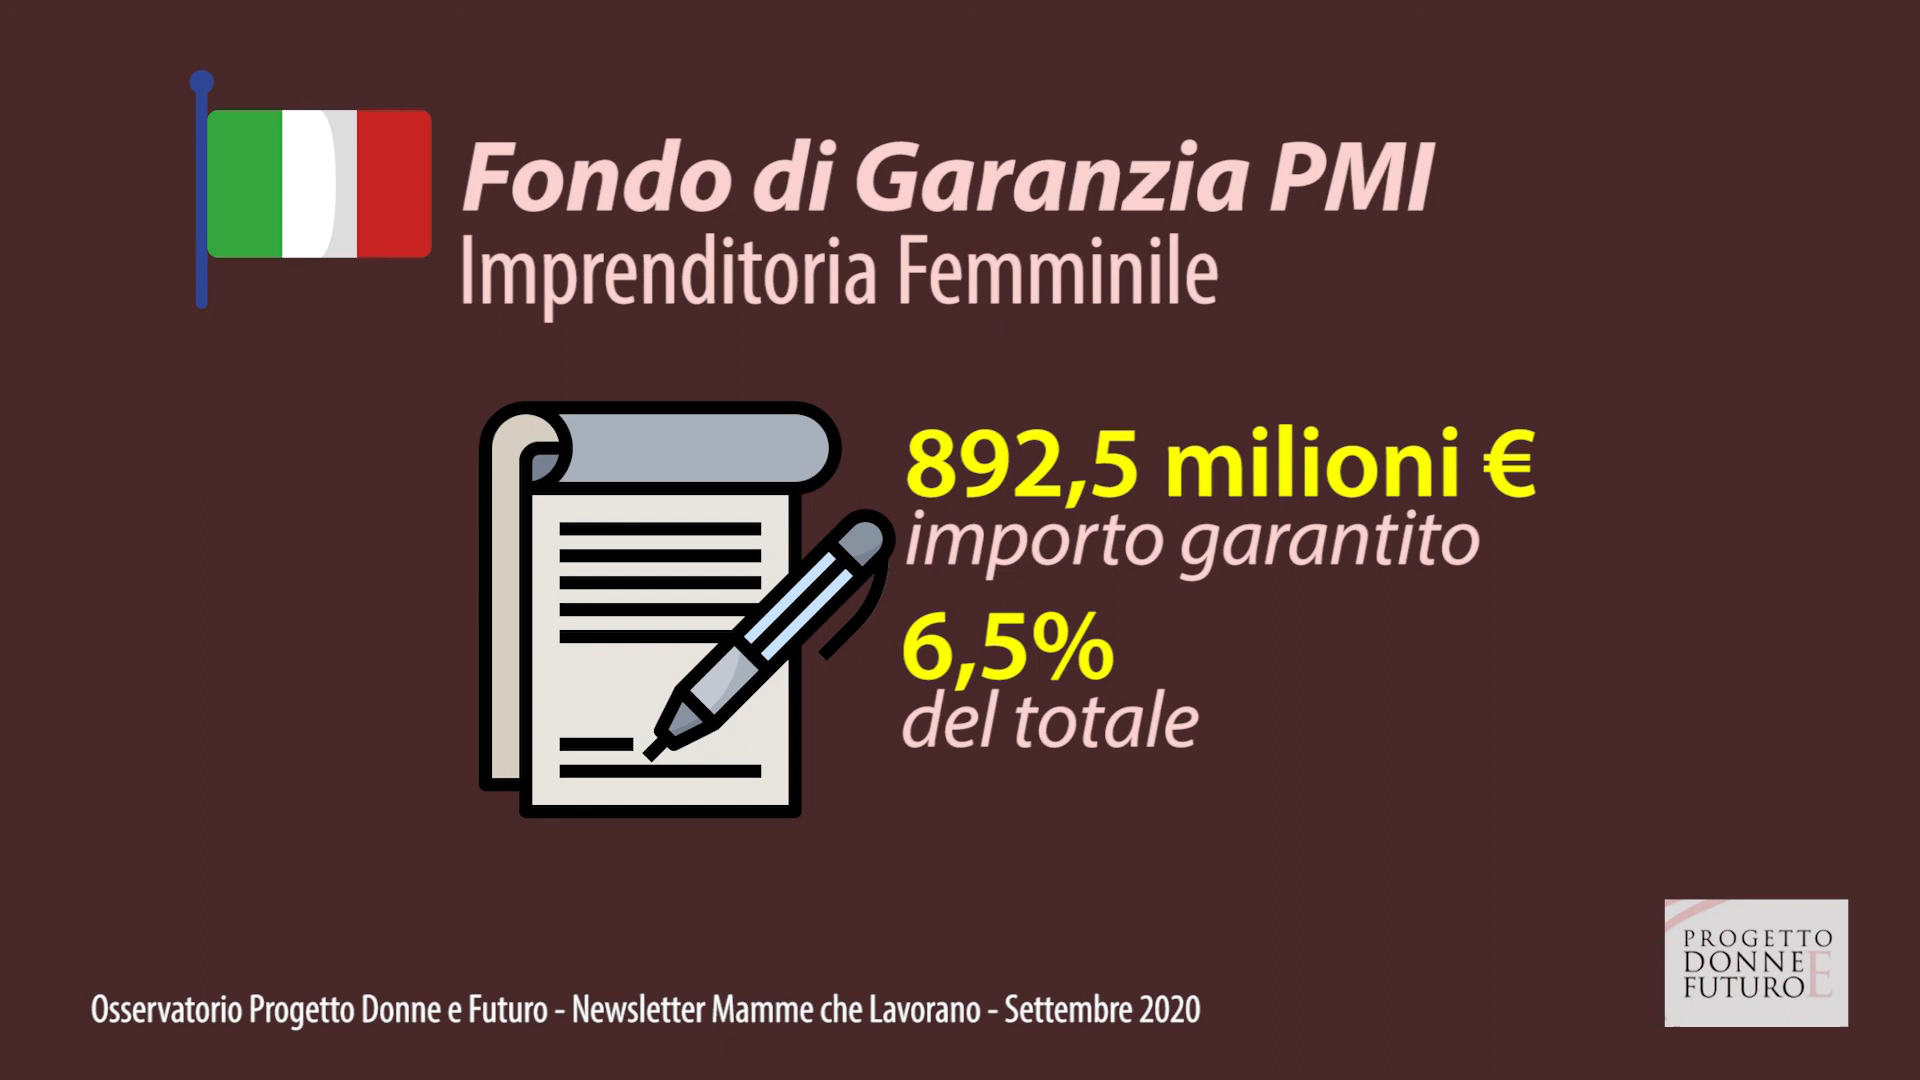 Fondo di Garanzia PMI
Imprenditoria Femminile
892,5 milioni €
importo garantito
6,5%
del totale
PROGETTO
DONNE E
FUTURO
Osservatorio Progetto Donne e Futuro - Newsletter Mamme che Lavorano - Settembre 2020